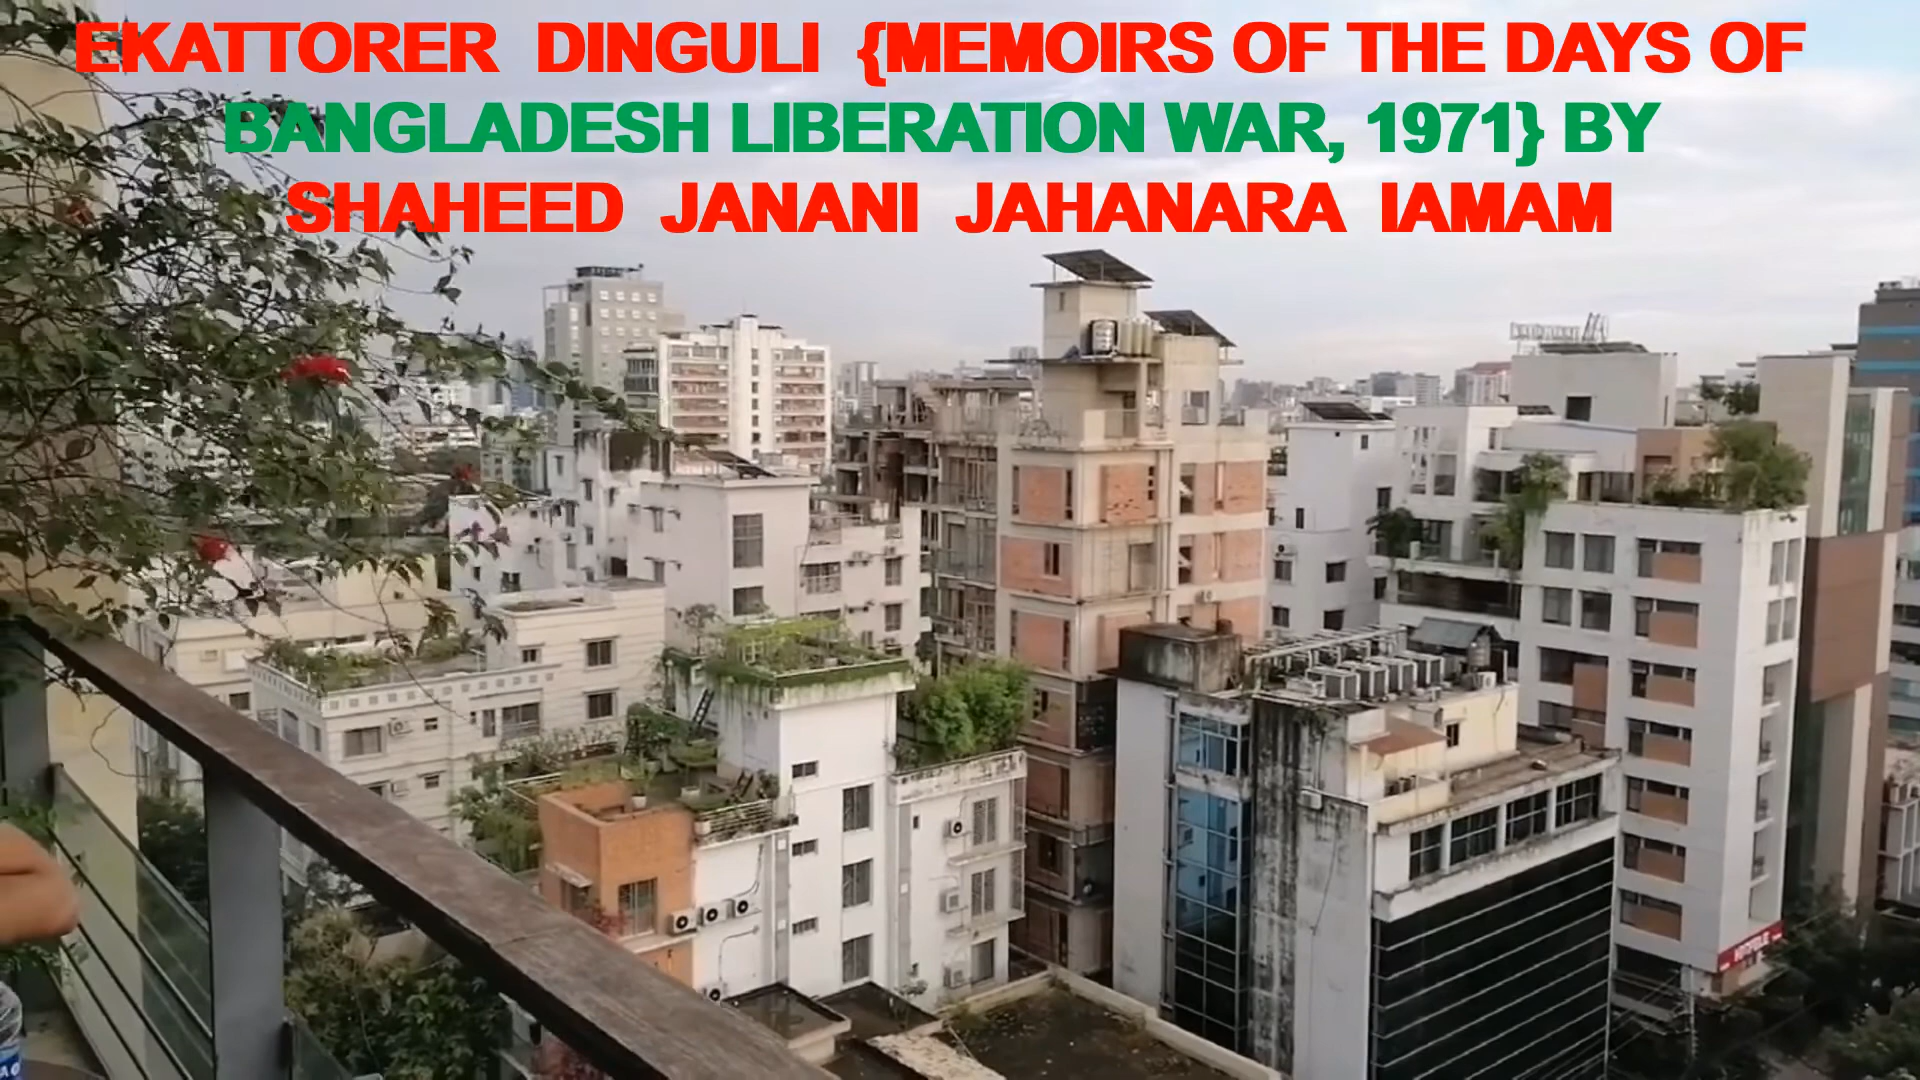 EKATTORER DINGULI {MEMOIRS OF THE DAYS OF
BANGLADESH LIBERATION WAR, 1971} BY
SHAHEED JANANI JAHANARA IAMAM